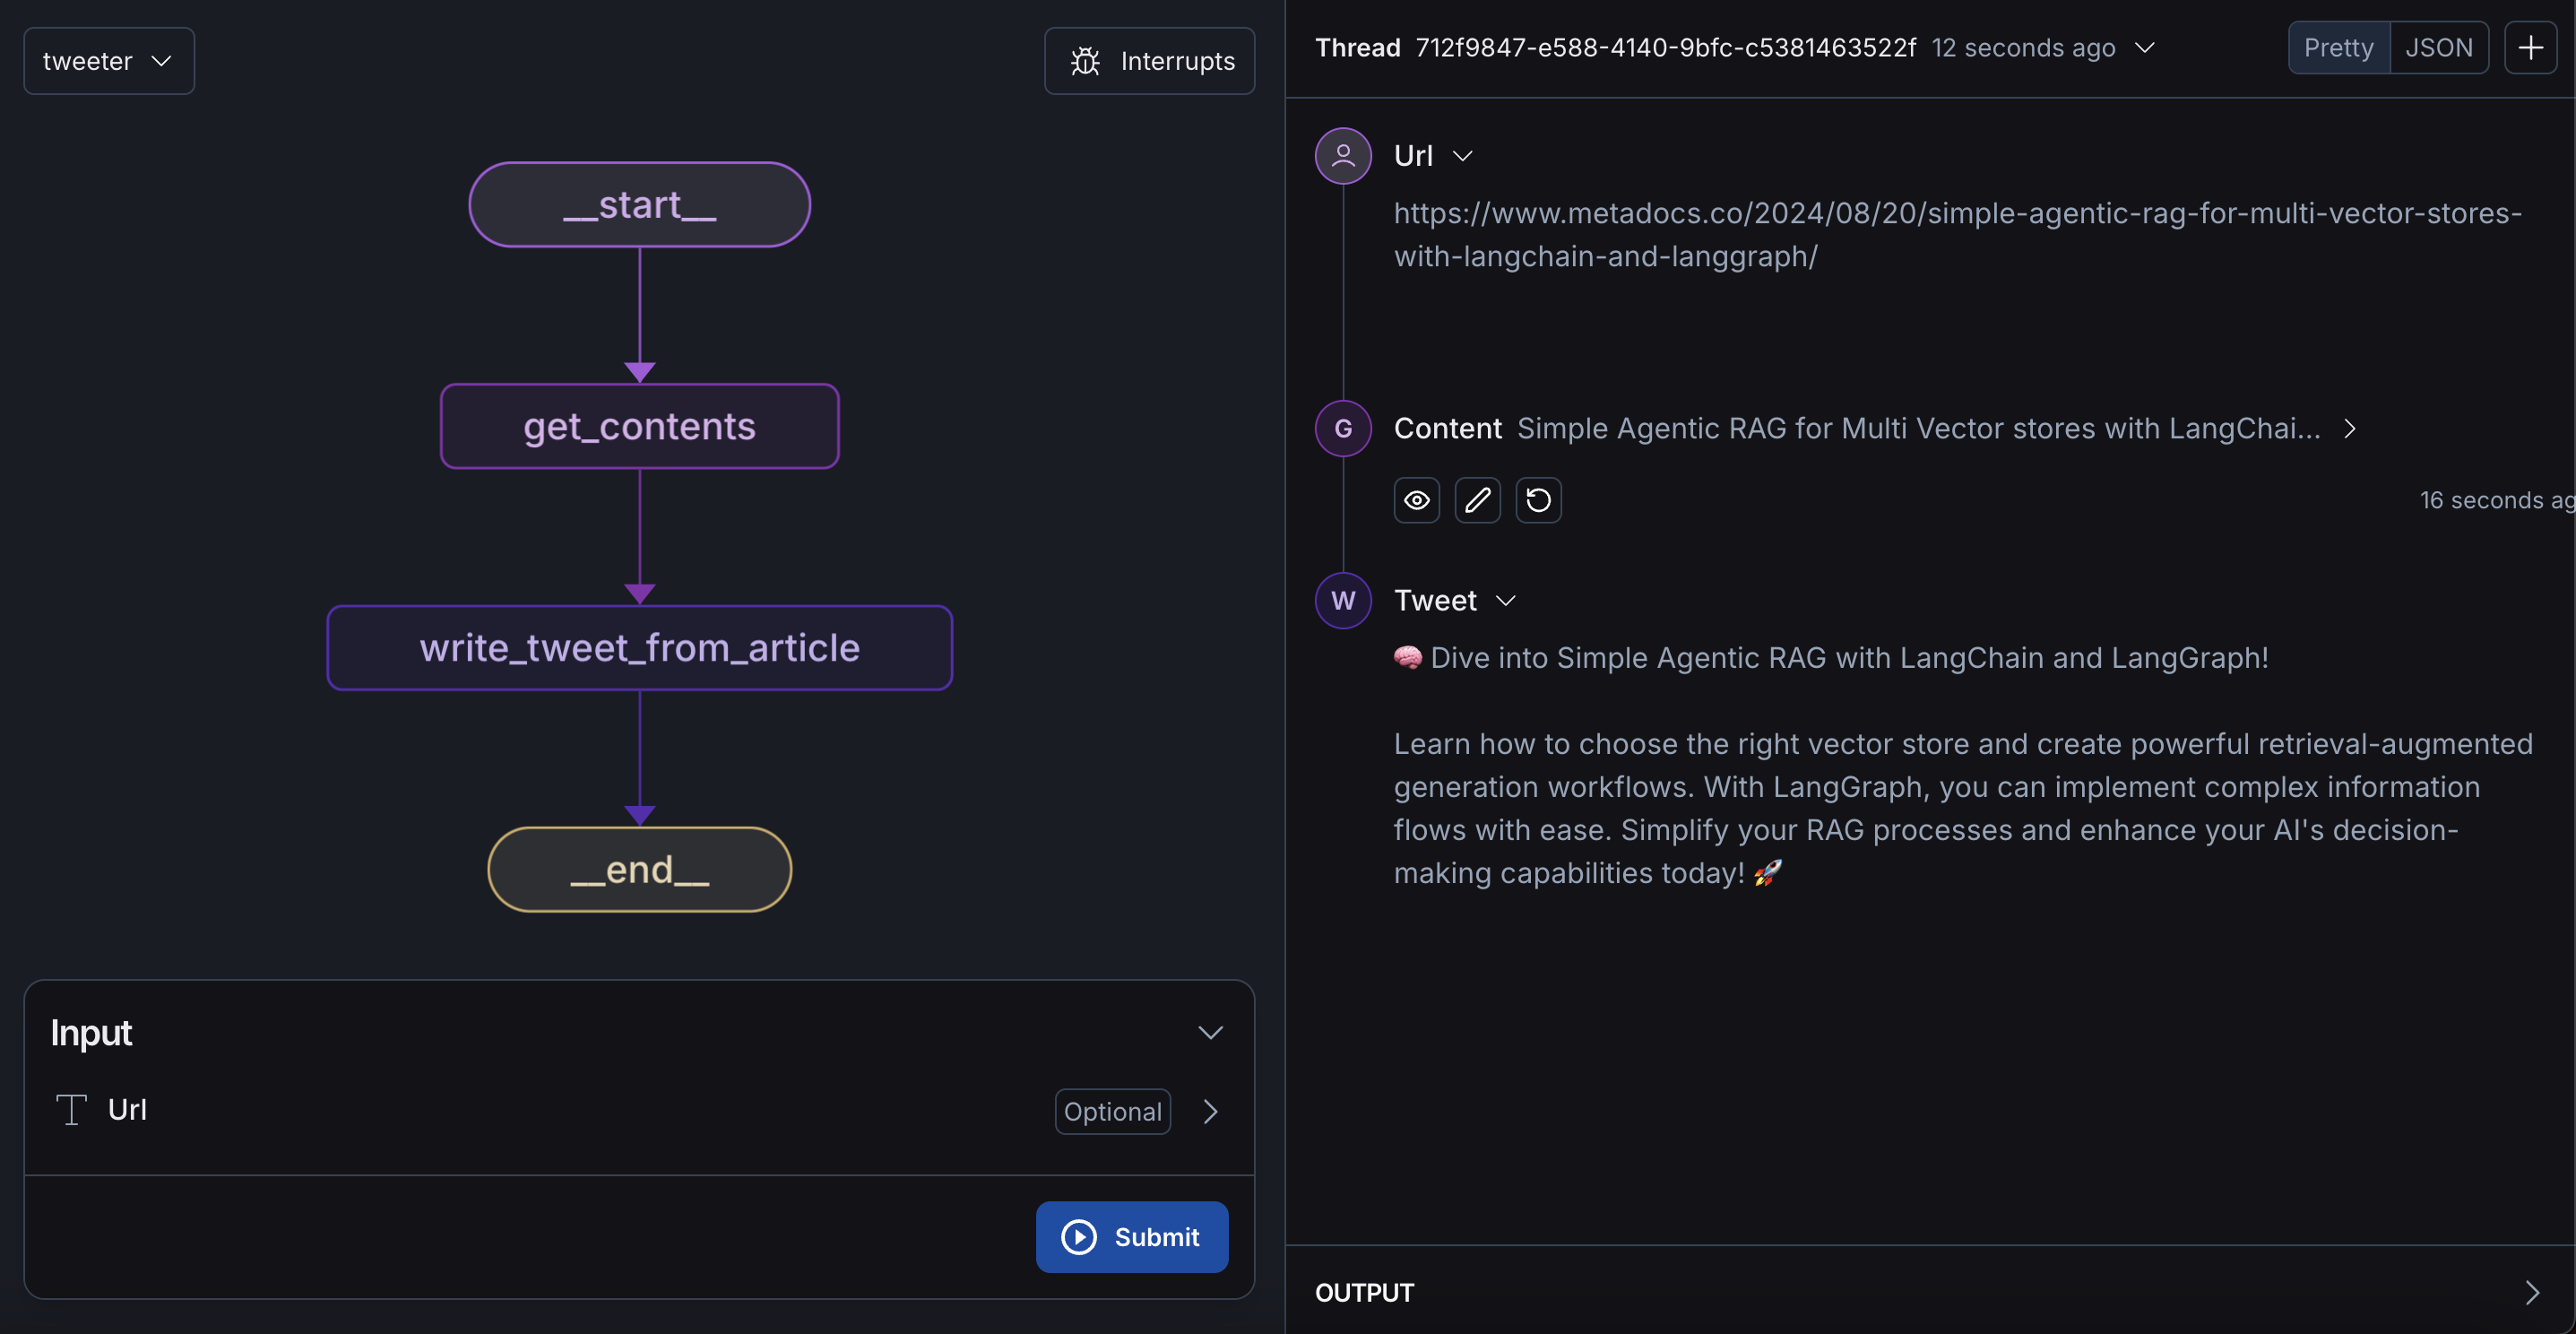 tweeter
Interrupts
__start__
get_contents
write_tweet_from_article
__end__
Input
Url
Optional
Submit
Thread 712f9847-e588-4140-9bfc-c5381463522f 12 seconds ago
Pretty JSON
Url
https://www.metadocs.co/2024/08/20/simple-agentic-rag-for-multi-vector-stores-
with-langchain-and-langgraph/
G
Content Simple Agentic RAG for Multi Vector stores with LangChai...
16 seconds ag
W
Tweet
🧠 Dive into Simple Agentic RAG with LangChain and LangGraph!
Learn how to choose the right vector store and create powerful retrieval-augmented
generation workflows. With LangGraph, you can implement complex information
flows with ease. Simplify your RAG processes and enhance your AI's decision-
making capabilities today! 🚀
OUTPUT